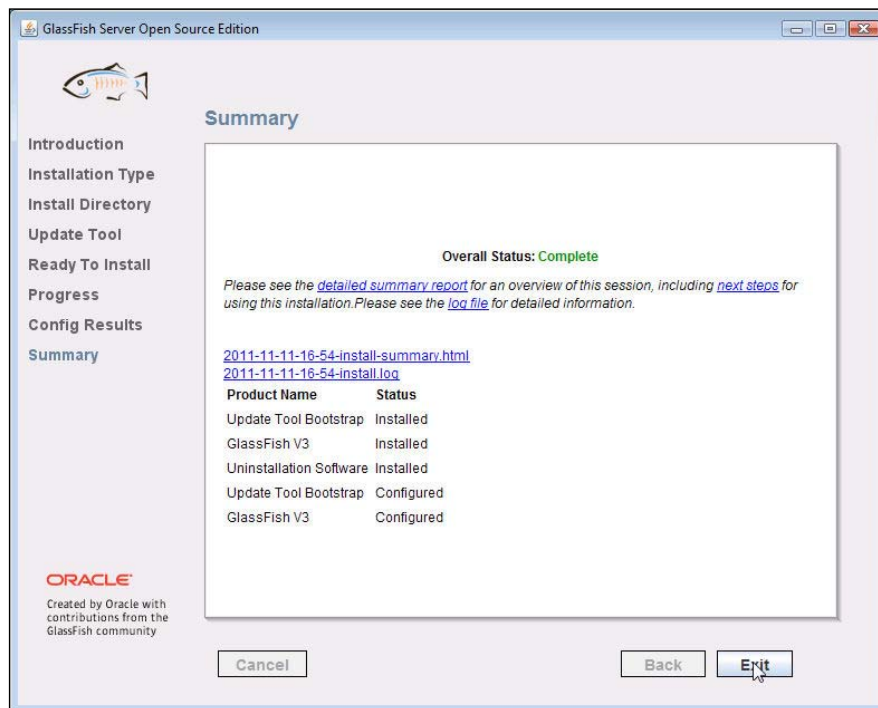 GlassFish Server Open Source Edition
Summary
Introduction
Installation Type
Install Directory
Update Tool
Ready To Install
Progress
Config Results
Summary
Overall Status: Complete
Please see the detailed summary report for an overview of this session, including next steps for
using this installation.Please see the log file for detailed information.
2011-11-11-16-54-install-summary.html
2011-11-11-16-54-install.log
Product Name Status
Update Tool Bootstrap Installed
GlassFish V3 Installed
Uninstallation Software Installed
Update Tool Bootstrap Configured
GlassFish V3 Configured
ORACLE
Created by Oracle with
contributions from the
GlassFish community
Cancel
Back
Exit